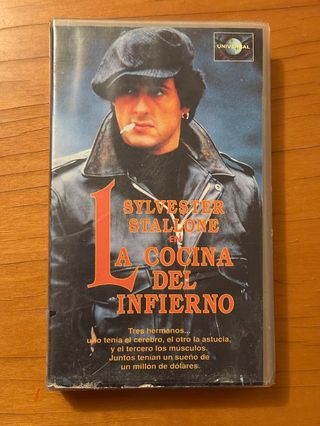 UNIVERSAL
SYLVESTER
STALLONE
EN
LA COCINA
DEL
INFIERNO
Tres hermanos...
uno tenía el cerebro, el otro la astucia,
y el tercero los músculos.
Juntos tenían un sueño de
un millón de dólares.